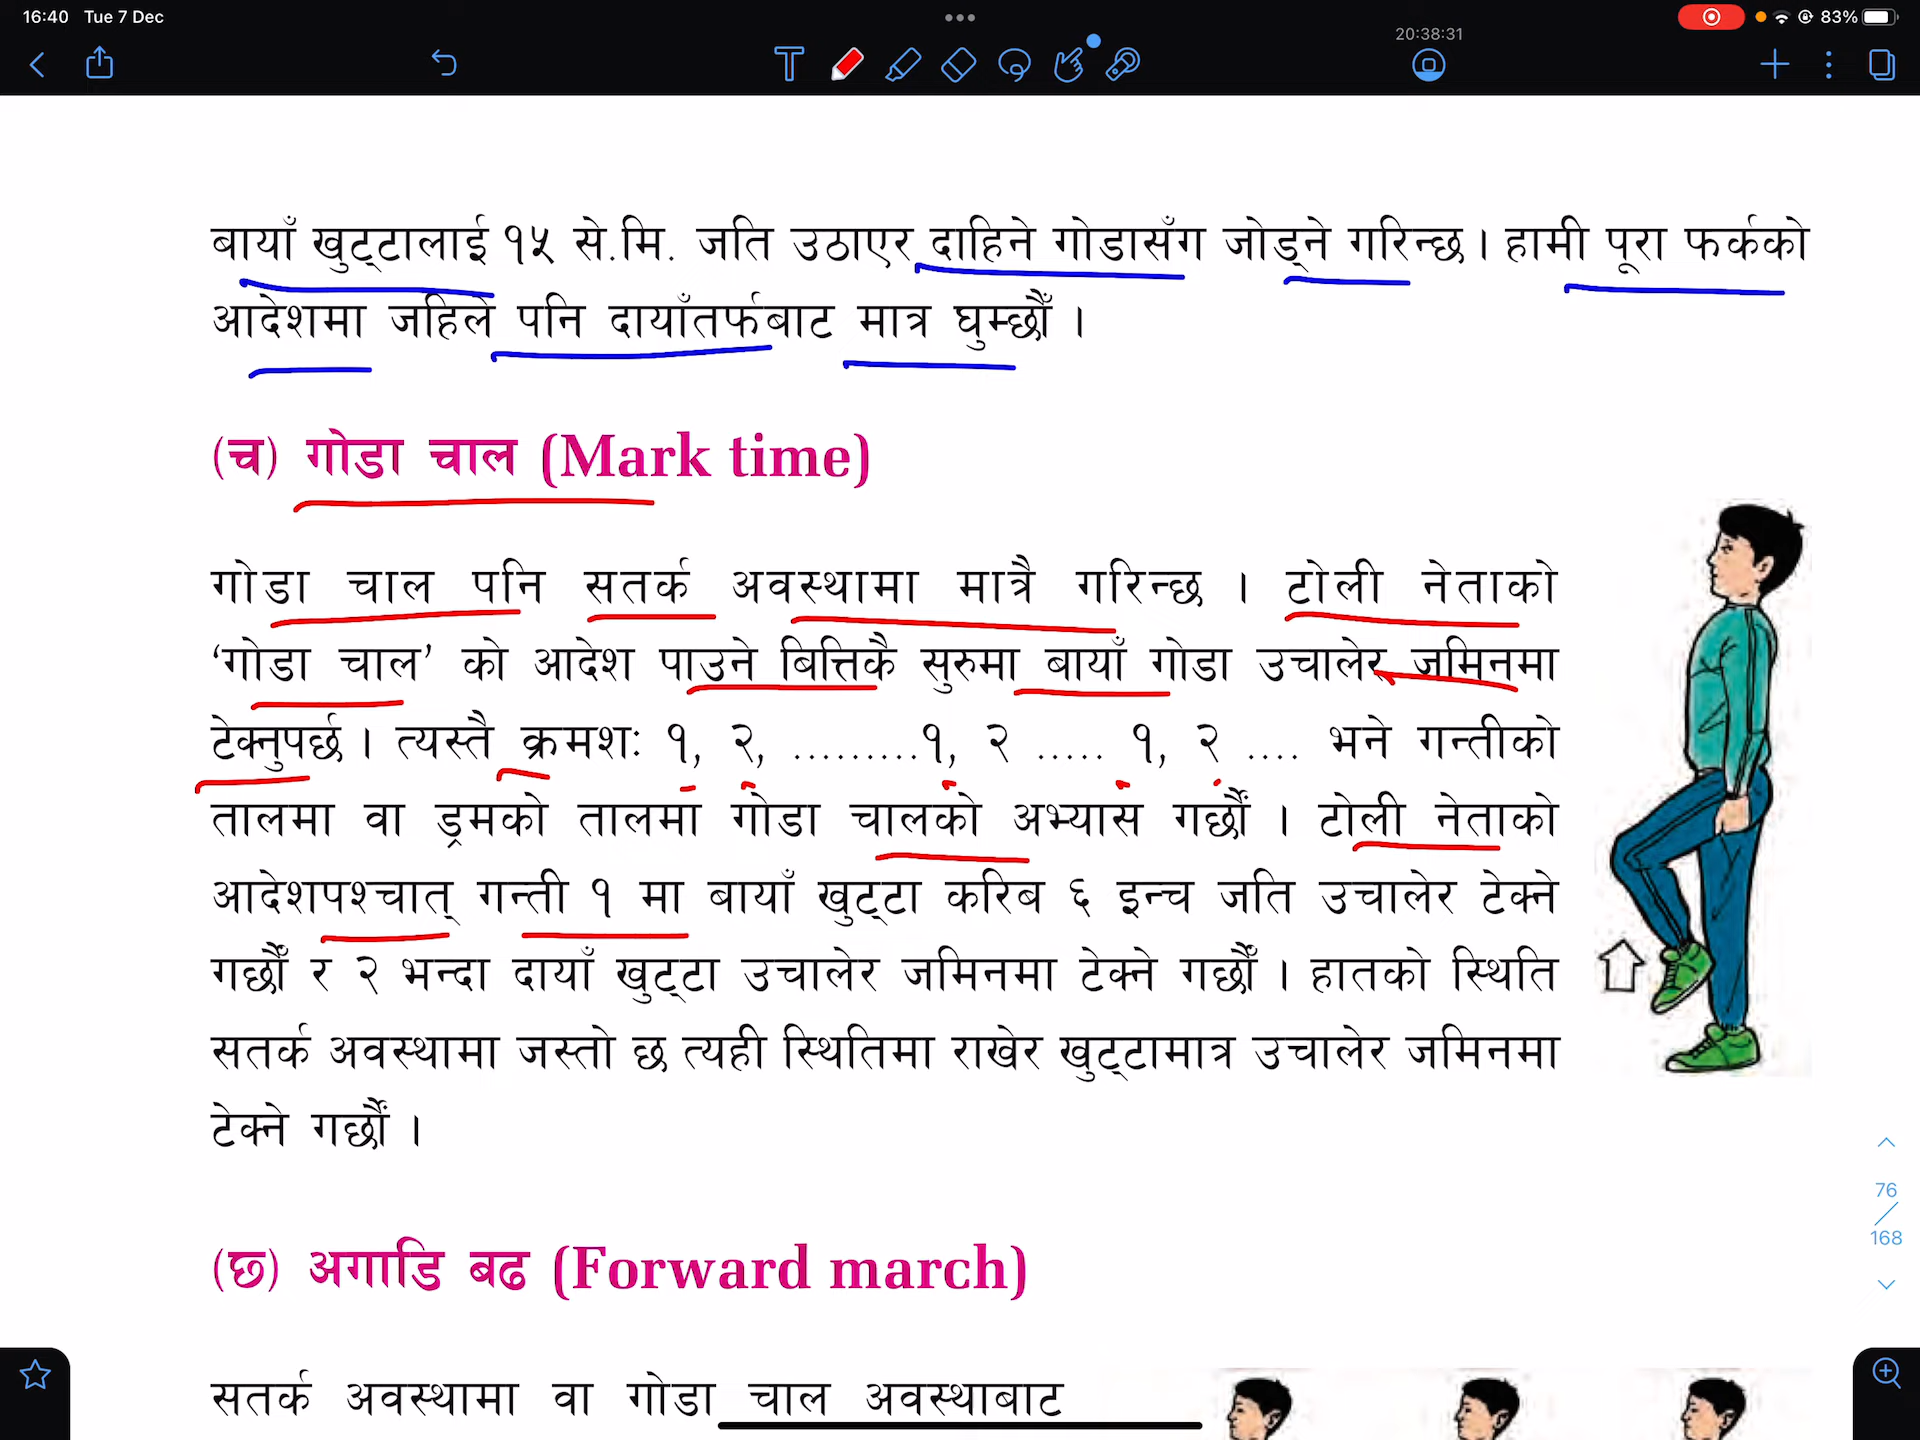 16:40 Tue 7 Dec
83%
20:38:31
बायाँ खुट्टालाई १५ से.मि. जति उठाएर दाहिने गोडासँग जोड्ने गरिन्छ । हामी पूरा फर्कको
आदेशमा जहिले पनि दायाँतर्फबाट मात्र घुम्छौँ ।
(च) गोडा चाल (Mark time)
गोडा चाल पनि सतर्क अवस्थामा मात्रै गरिन्छ । टोली नेताको
‘गोडा चाल’ को आदेश पाउने बित्तिकै सुरुमा बायाँ गोडा उचालेर जमिनमा
टेक्नुपर्छ । त्यस्तै क्रमशः १, २, .........१, २ ..... १, २ .... भने गन्तीको
तालमा वा ड्रमको तालमा गोडा चालको अभ्यास गर्छौं । टोली नेताको
आदेशपश्चात् गन्ती १ मा बायाँ खुट्टा करिब ६ इन्च जति उचालेर टेक्ने
गर्छौँ र २ भन्दा दायाँ खुट्टा उचालेर जमिनमा टेक्ने गर्छौँ । हातको स्थिति
सतर्क अवस्थामा जस्तो छ त्यही स्थितिमा राखेर खुट्टामात्र उचालेर जमिनमा
टेक्ने गर्छौं ।
76
168
(छ) अगाडि बढ (Forward march)
सतर्क अवस्थामा वा गोडा चाल अवस्थाबाट